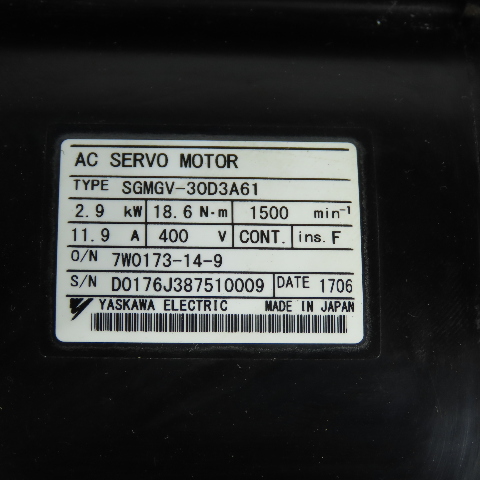 AC SERVO MOTOR
TYPE SGMGV-30D3A61
2.9 kW 18.6 N·m 1500 min⁻¹
11.9 A 400 V CONT. ins. F
O/N 7W0173-14-9
S/N D0176J387510009 DATE 1706
YASKAWA ELECTRIC MADE IN JAPAN